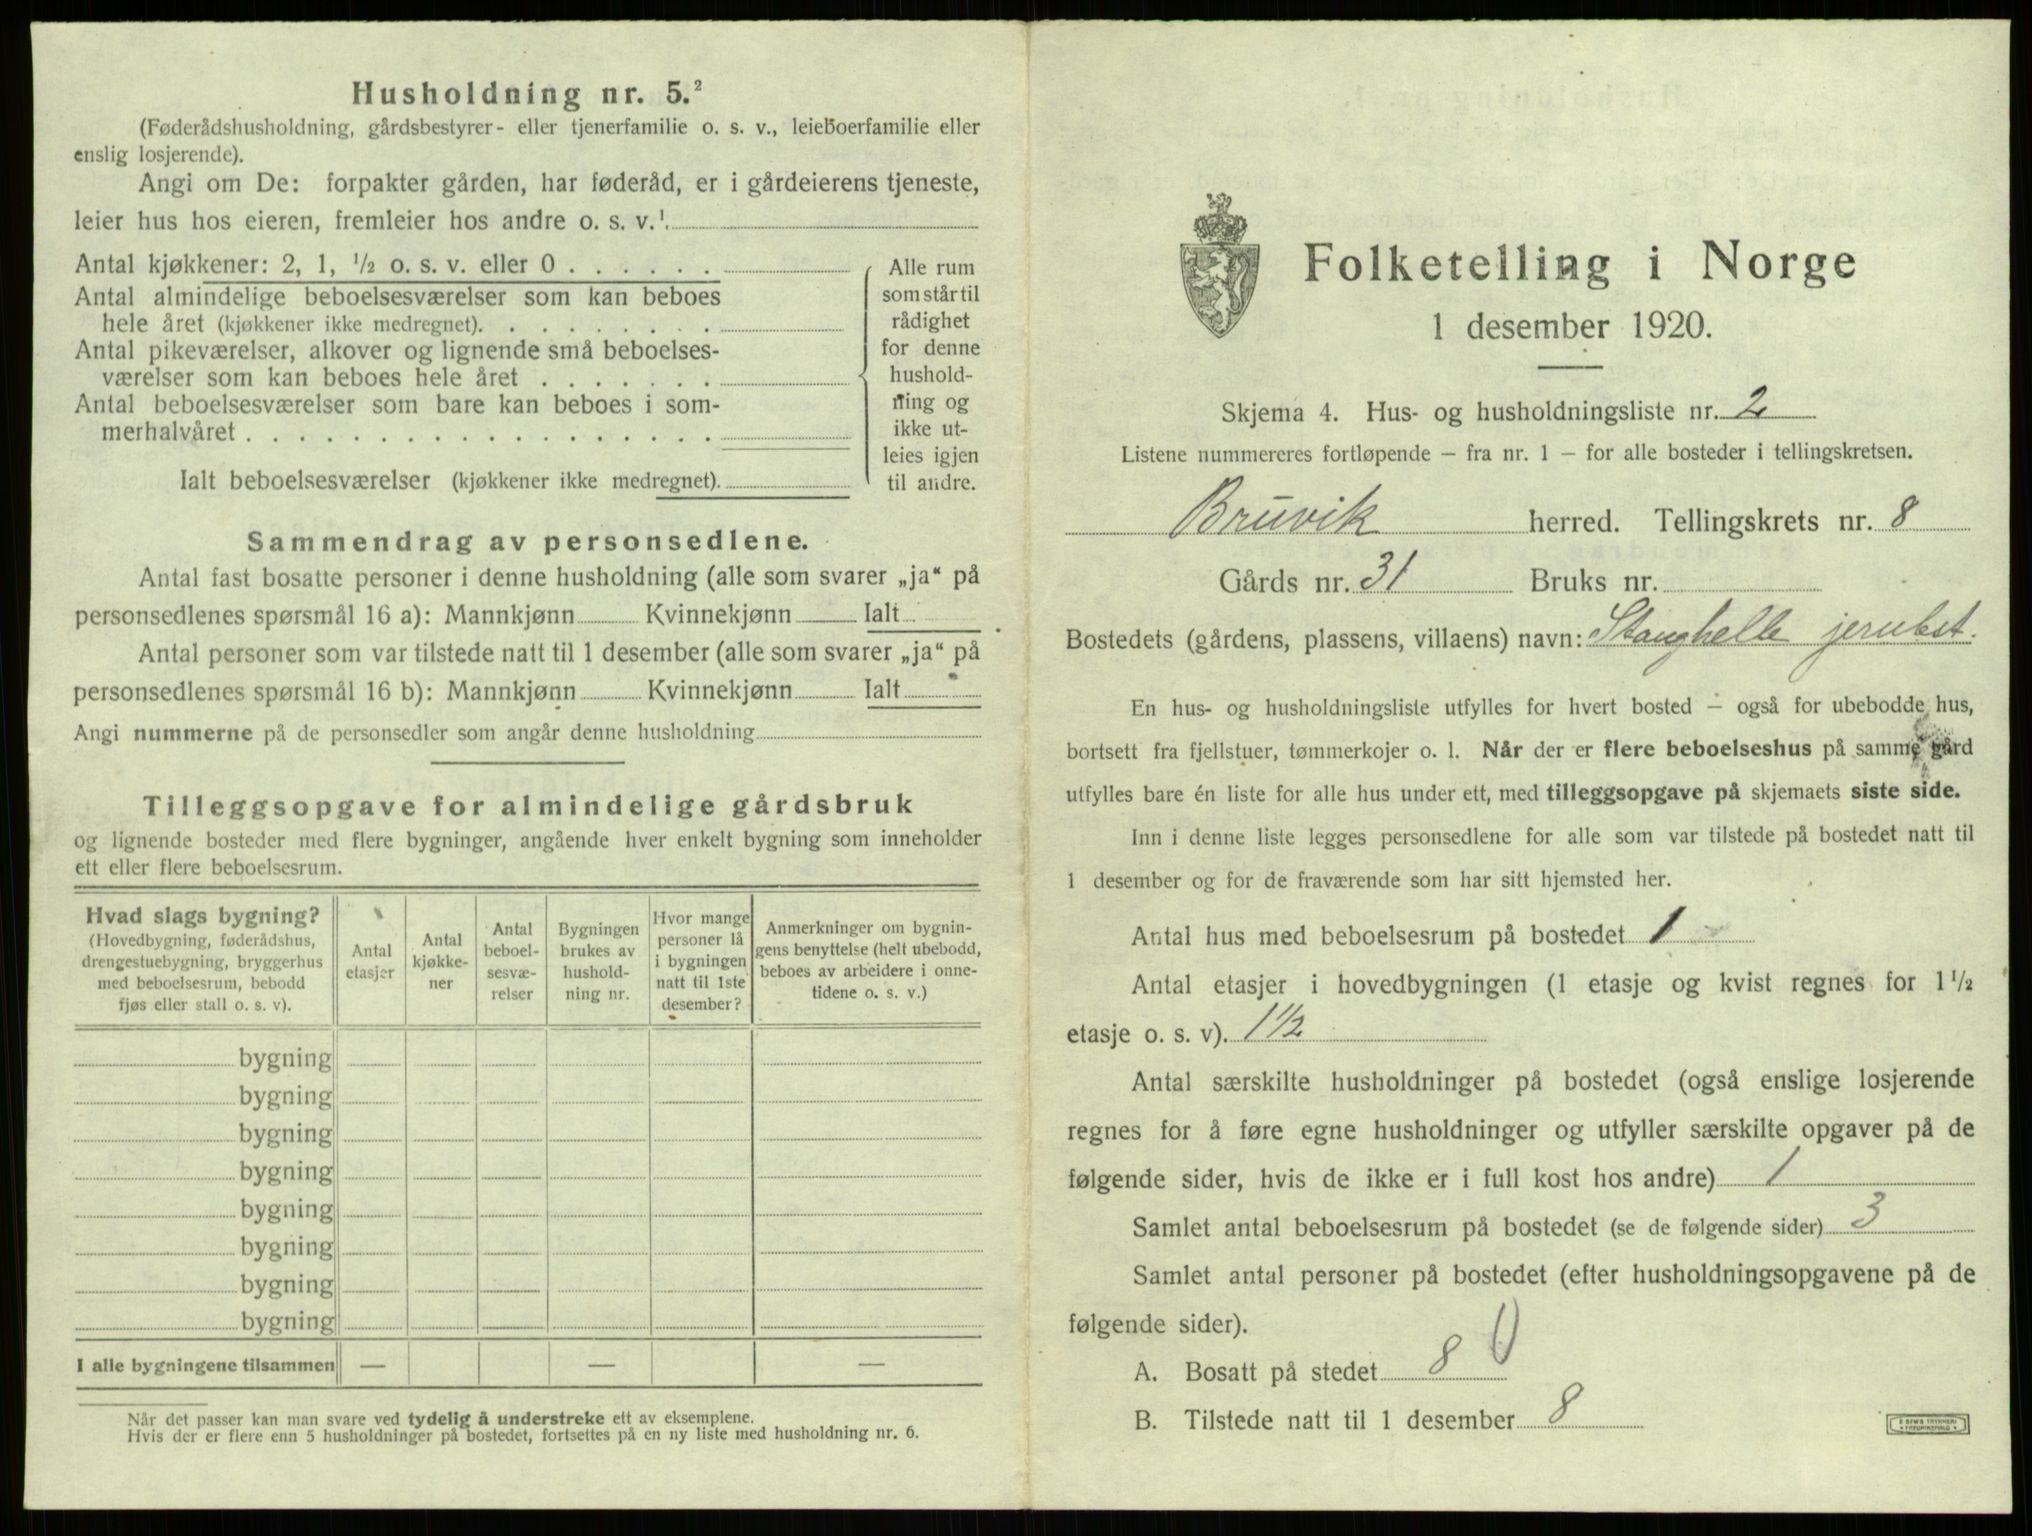 Husholdning nr. 5.²
(Føderådshusholdning, gårdsbestyrer- eller tjenerfamilie o. s. v., leieboerfamilie eller
enslig losjerende).
Angi om De: forpakter gården, har føderåd, er i gårdeierens tjeneste,
leier hus hos eieren, fremleier hos andre o. s. v.¹.
Antal kjøkkener: 2, 1, ½ o. s. v. eller 0 . . . . . .
Antal almindelige beboelsesværelser som kan beboes
hele året (kjøkkener ikke medregnet). . . . . . . . .
Antal pikeværelser, alkover og lignende små beboelses-
værelser som kan beboes hele året . . . . . . .
Antal beboelsesværelser som bare kan beboes i som-
merhalvåret . . . . . . . . . . . . . . . . . .
Ialt beboelsesværelser (kjøkkener ikke medregnet).
Alle rum
som står til
rådighet
for denne
hushold-
ning og
ikke ut-
leies igjen
til andre.
Sammendrag av personsedlene.
Antal fast bosatte personer i denne husholdning (alle som svarer „ja“ på
personsedlenes spørsmål 16 a): Mannkjønn Kvinnekjønn Ialt
Antal personer som var tilstede natt til 1 desember (alle som svarer „ja“ på
personsedlenes spørsmål 16 b): Mannkjønn Kvinnekjønn Ialt
Angi nummerne på de personsedler som angår denne husholdning
Tilleggsopgave for almindelige gårdsbruk
og lignende bosteder med flere bygninger, angående hver enkelt bygning som inneholder
ett eller flere beboelsesrum.
Hvad slags bygning?
(Hovedbygning, føderådshus,
drengestuebygning, bryggerhus
med beboelsesrum, bebodd
fjøs eller stall o. s. v).
Antal
etasjer
Antal
kjøkke-
ner
Antal
beboel-
sesvæ-
relser
Bygningen
brukes av
hushold-
ning nr.
Hvor mange
personer lå
i bygningen
natt til 1ste
desember?
Anmerkninger om bygnin-
gens benyttelse (helt ubebodd,
beboes av arbeidere i onne-
tidene o. s. v.)
bygning
bygning
bygning
bygning
bygning
bygning
bygning
bygning
I alle bygningene tilsammen — — —
Når det passer kan man svare ved tydelig å understreke ett av eksemplene.
Hvis der er flere enn 5 husholdninger på bostedet, fortsettes på en ny liste med husholdning nr. 6.
Folketelling i Norge
1 desember 1920.
Skjema 4. Hus- og husholdningsliste nr. 2
Listene nummereres fortløpende — fra nr. 1 — for alle bosteder i tellingskretsen.
Bruvik herred. Tellingskrets nr. 8
Gårds nr. 31 Bruks nr.
Bostedets (gårdens, plassens, villaens) navn: Stanghelle jernbst.
En hus- og husholdningsliste utfylles for hvert bosted — også for ubebodde hus,
bortsett fra fjellstuer, tømmerkojer o. l. Når der er flere beboelseshus på samme gård
utfylles bare én liste for alle hus under ett, med tilleggsopgave på skjemaets siste side.
Inn i denne liste legges personsedlene for alle som var tilstede på bostedet natt til
1 desember og for de fraværende som har sitt hjemsted her.
Antal hus med beboelsesrum på bostedet 1
Antal etasjer i hovedbygningen (1 etasje og kvist regnes for 1½
etasje o. s. v). 1½
Antal særskilte husholdninger på bostedet (også enslige losjerende
regnes for å føre egne husholdninger og utfyller særskilte opgaver på de
følgende sider, hvis de ikke er i full kost hos andre) 1
Samlet antal beboelsesrum på bostedet (se de følgende sider) 3
Samlet antal personer på bostedet (efter husholdningsopgavene på de
følgende sider).
A. Bosatt på stedet 8
B. Tilstede natt til 1 desember 8